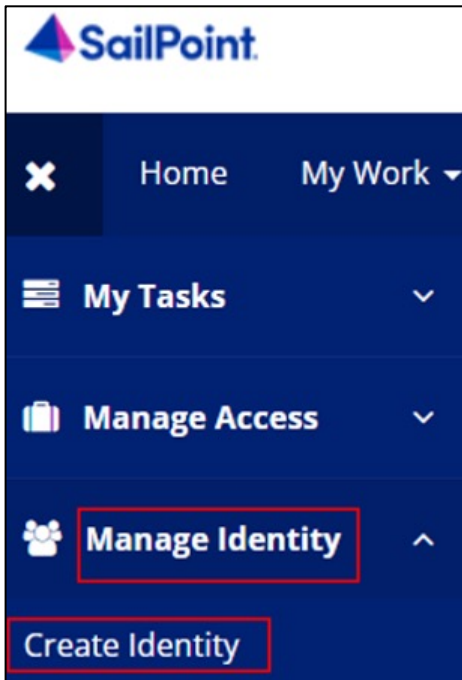 SailPoint.
Home My Work
My Tasks
Manage Access
Manage Identity
Create Identity